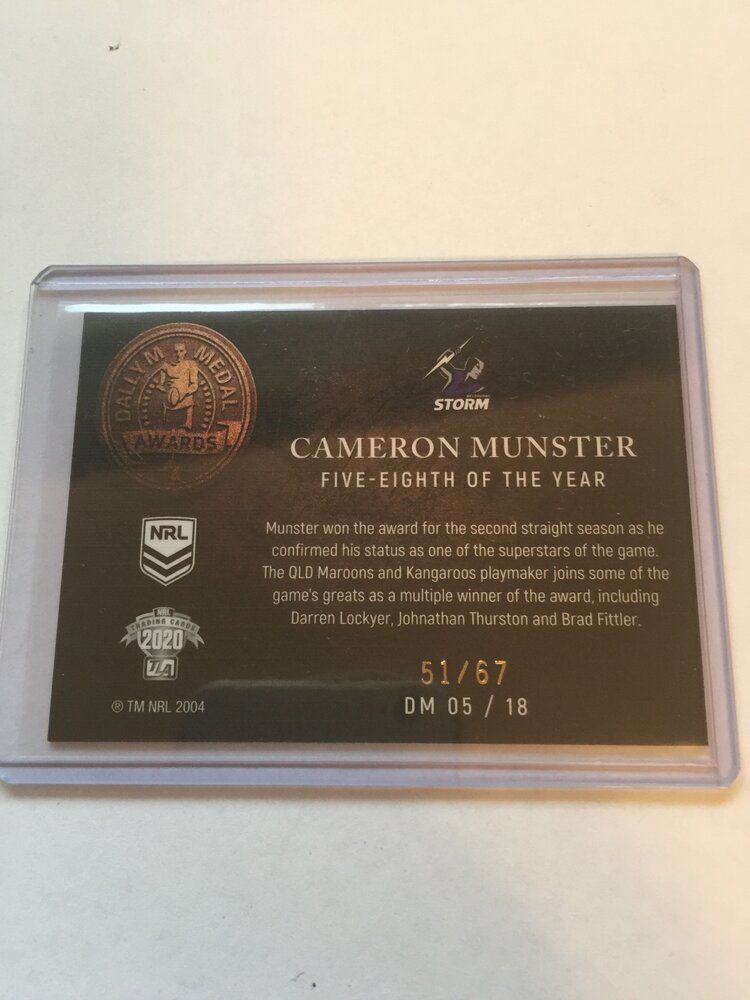 DALLY M MEDAL
AWARDS
STORM
CAMERON MUNSTER
FIVE-EIGHTH OF THE YEAR
NRL
Munster won the award for the second straight season as he
confirmed his status as one of the superstars of the game.
The QLD Maroons and Kangaroos playmaker joins some of the
game's greats as a multiple winner of the award, including
Darren Lockyer, Johnathan Thurston and Brad Fittler.
NRL
TRADING CARDS
2020
TLA
51/67
® TM NRL 2004
DM 05 / 18